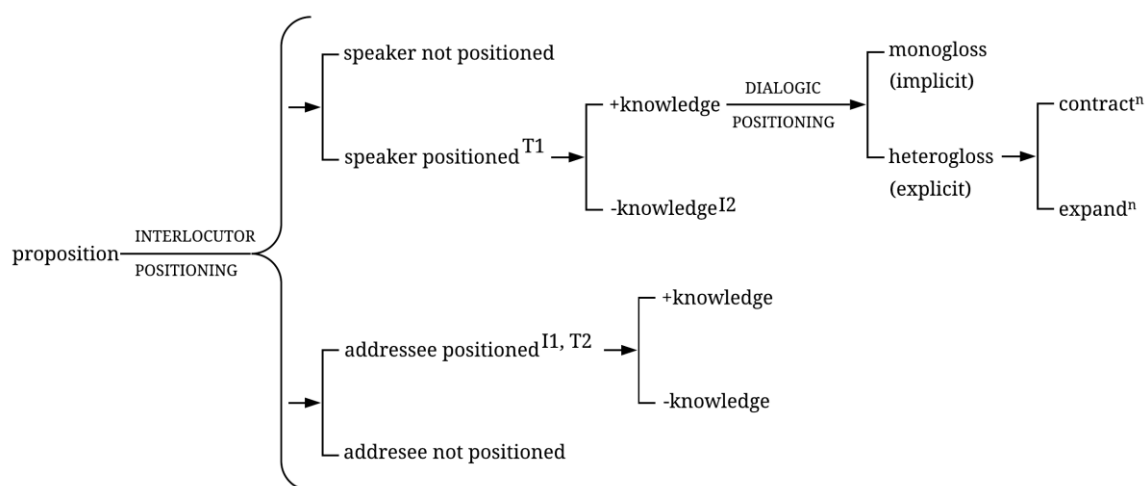 speaker not positioned
speaker positioned T1
+knowledge
-knowledge I2
DIALOGIC
POSITIONING
monogloss
(implicit)
heterogloss
(explicit)
contractⁿ
expandⁿ
proposition
INTERLOCUTOR
POSITIONING
addressee positioned I1, T2
+knowledge
-knowledge
addresee not positioned